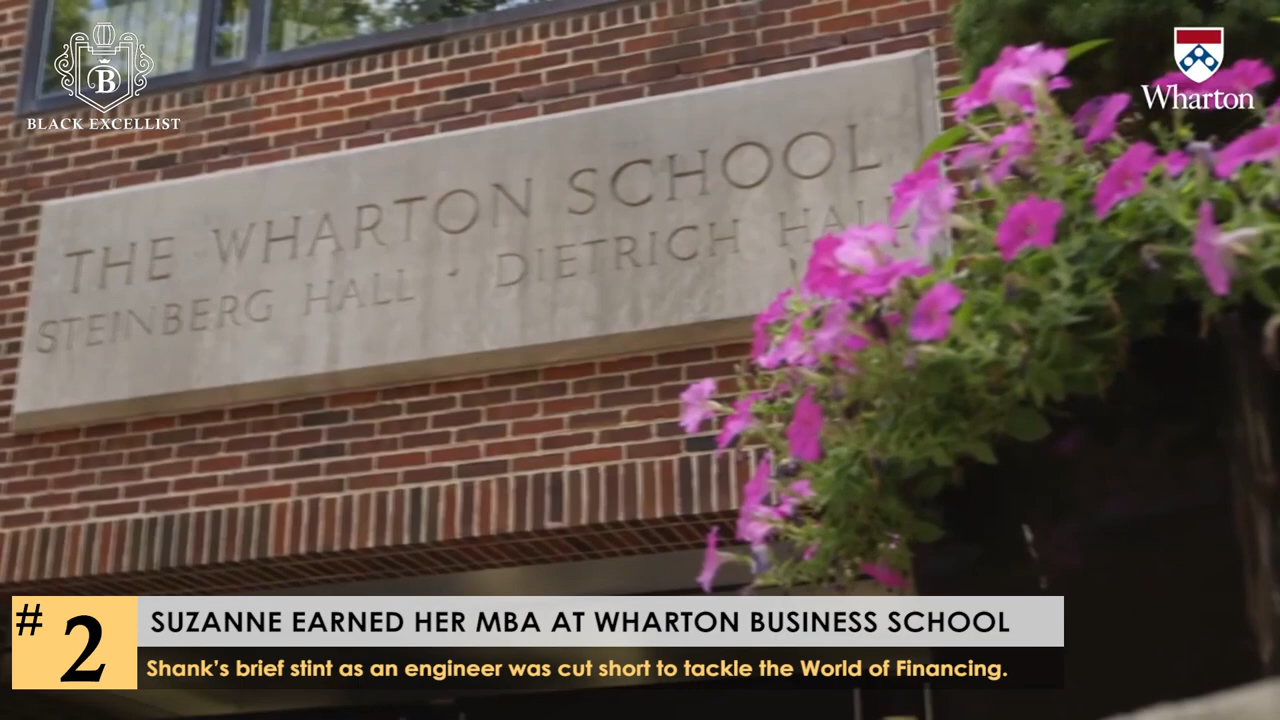 B
BLACK EXCELLIST
Wharton
THE WHARTON SCHOOL
STEINBERG HALL · DIETRICH HALL
#2
SUZANNE EARNED HER MBA AT WHARTON BUSINESS SCHOOL
Shank's brief stint as an engineer was cut short to tackle the World of Financing.